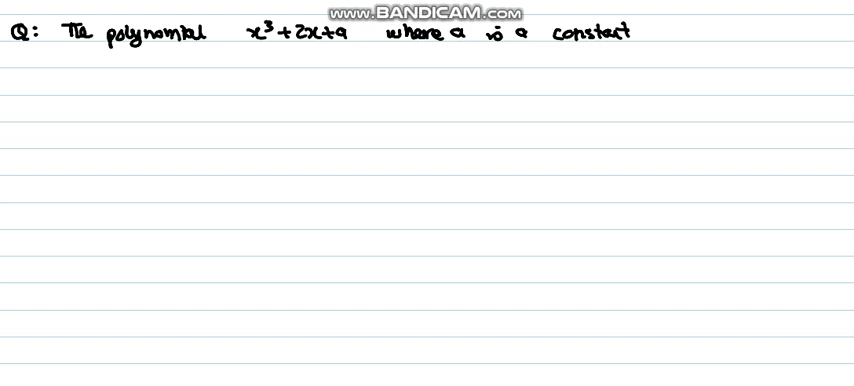 www.BANDICAM.com
Q: The polynomial x³+2x+a where a is a constant